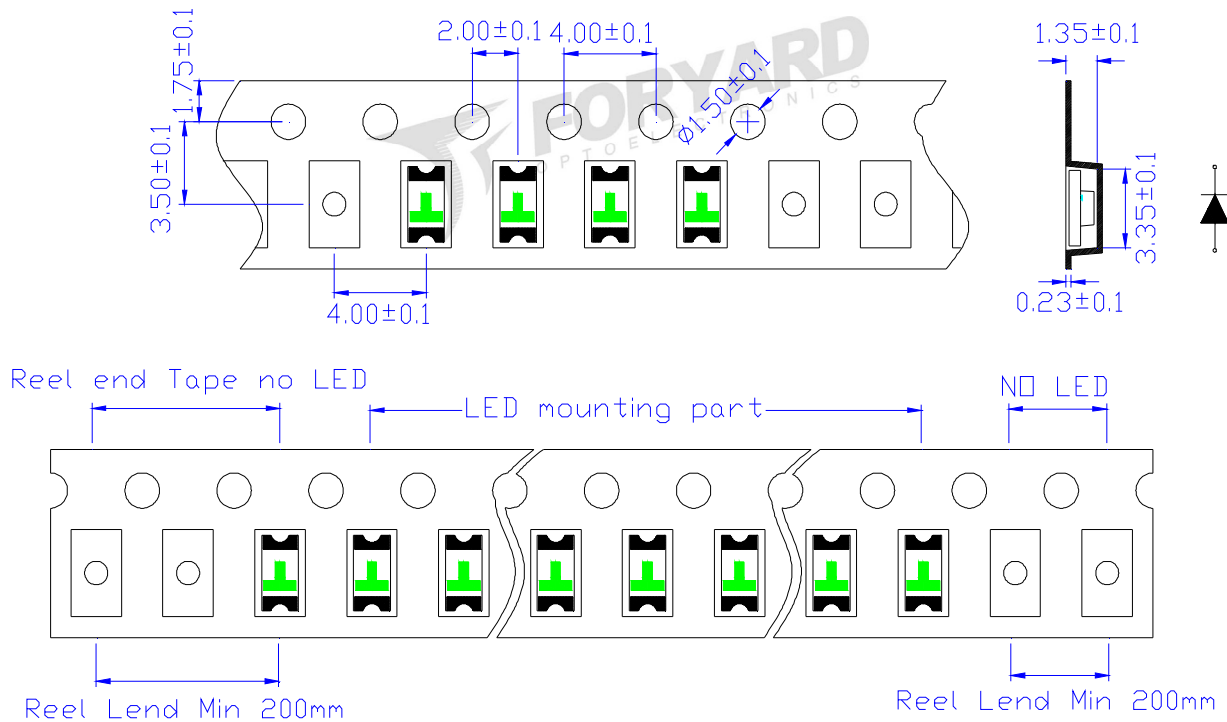 2.00±0.1
4.00±0.1
1.35±0.1
1.75±0.1
FORYARD
OPTOELECTRONICS
Ø1.50±0.1
3.50±0.1
3.35±0.1
4.00±0.1
0.23±0.1
Reel end Tape no LED
LED mounting part
NO LED
Reel Lend Min 200mm
Reel Lend Min 200mm